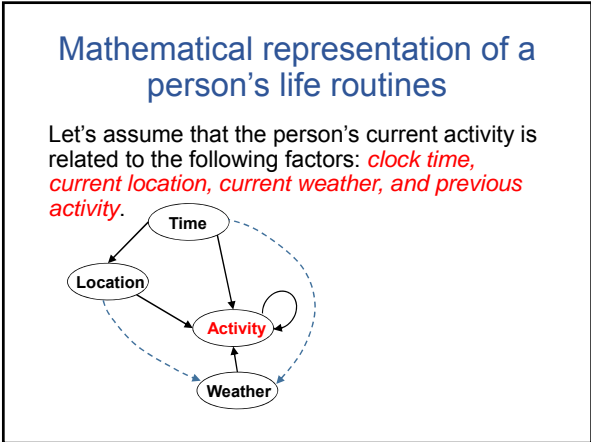 Mathematical representation of a
person's life routines
Let's assume that the person's current activity is
related to the following factors: clock time,
current location, current weather, and previous
activity.
Time
Location
Activity
Weather